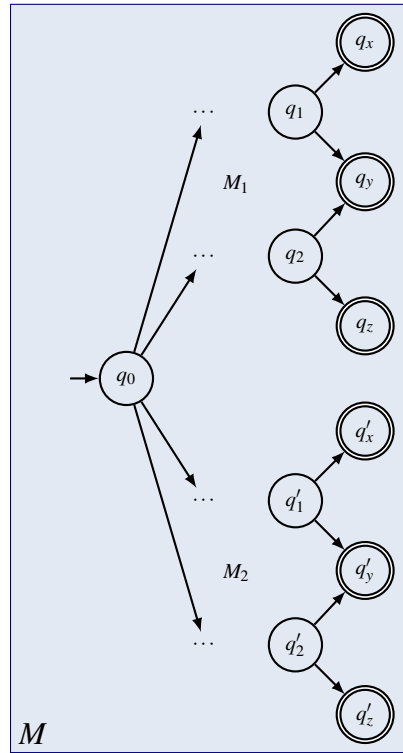 q_x
... q_1
M_1 q_y
... q_2
q_z
q_0
q'_x
... q'_1
M_2 q'_y
... q'_2
M q'_z